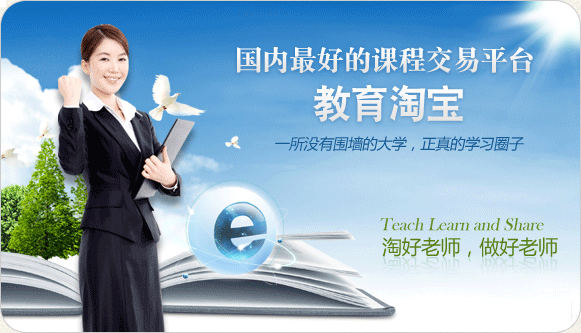 国内最好的课程交易平台
教育淘宝
一所没有围墙的大学，正真的学习圈子
Teach Learn and Share
淘好老师，做好老师
e